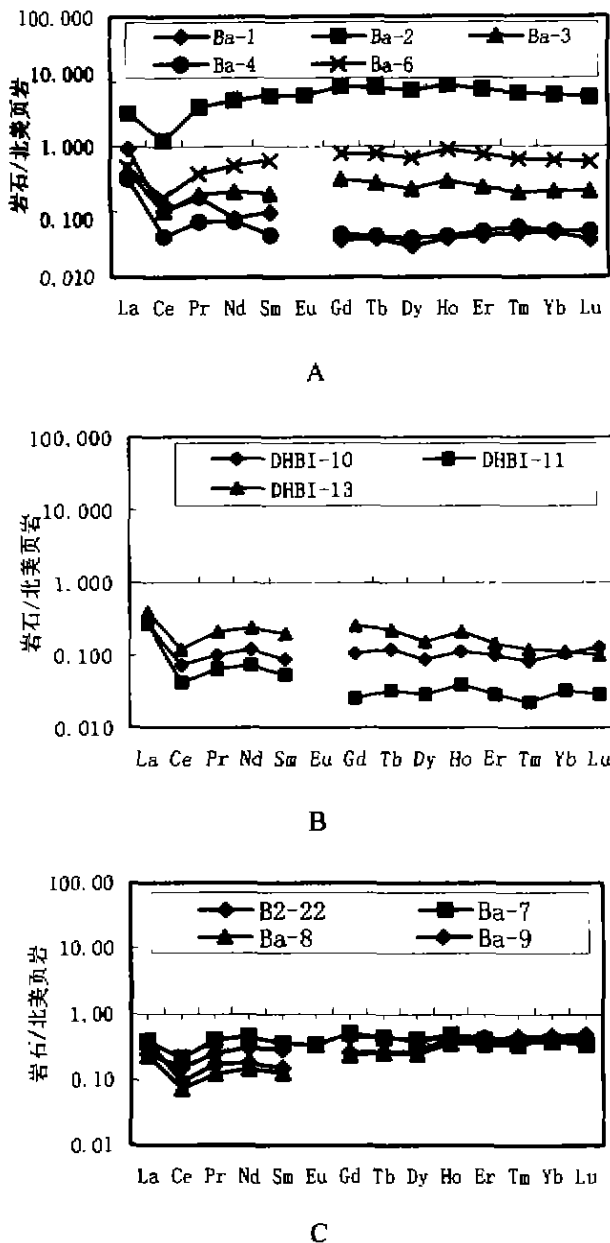 100.000
10.000
1.000
0.100
0.010
岩石/北美页岩
Ba-1 Ba-2 Ba-3
Ba-4 Ba-6
La Ce Pr Nd Sm Eu Gd Tb Dy Ho Er Tm Yb Lu
A
100.000
10.000
1.000
0.100
0.010
岩石/北美页岩
DHBI-10 DHBI-11
DHBI-13
La Ce Pr Nd Sm Eu Gd Tb Dy Ho Er Tm Yb Lu
B
100.00
10.00
1.00
0.10
0.01
岩石/北美页岩
B2-22 Ba-7
Ba-8 Ba-9
La Ce Pr Nd Sm Eu Gd Tb Dy Ho Er Tm Yb Lu
C